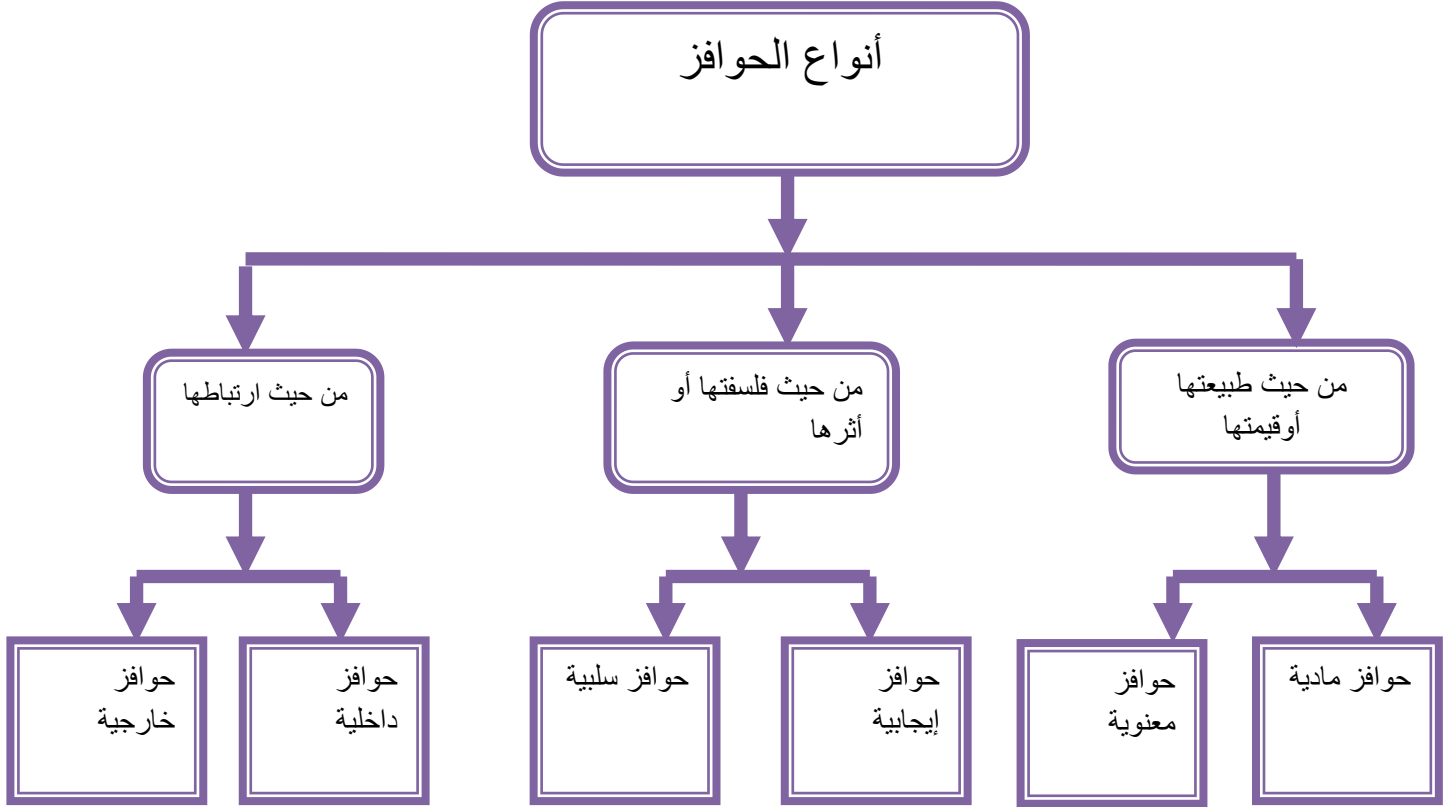 أنواع الحوافز
من حيث طبيعتها
أوقيمتها
من حيث فلسفتها أو
أثرها
من حيث ارتباطها
حوافز مادية
حوافز
معنوية
حوافز
إيجابية
حوافز سلبية
حوافز
داخلية
حوافز
خارجية